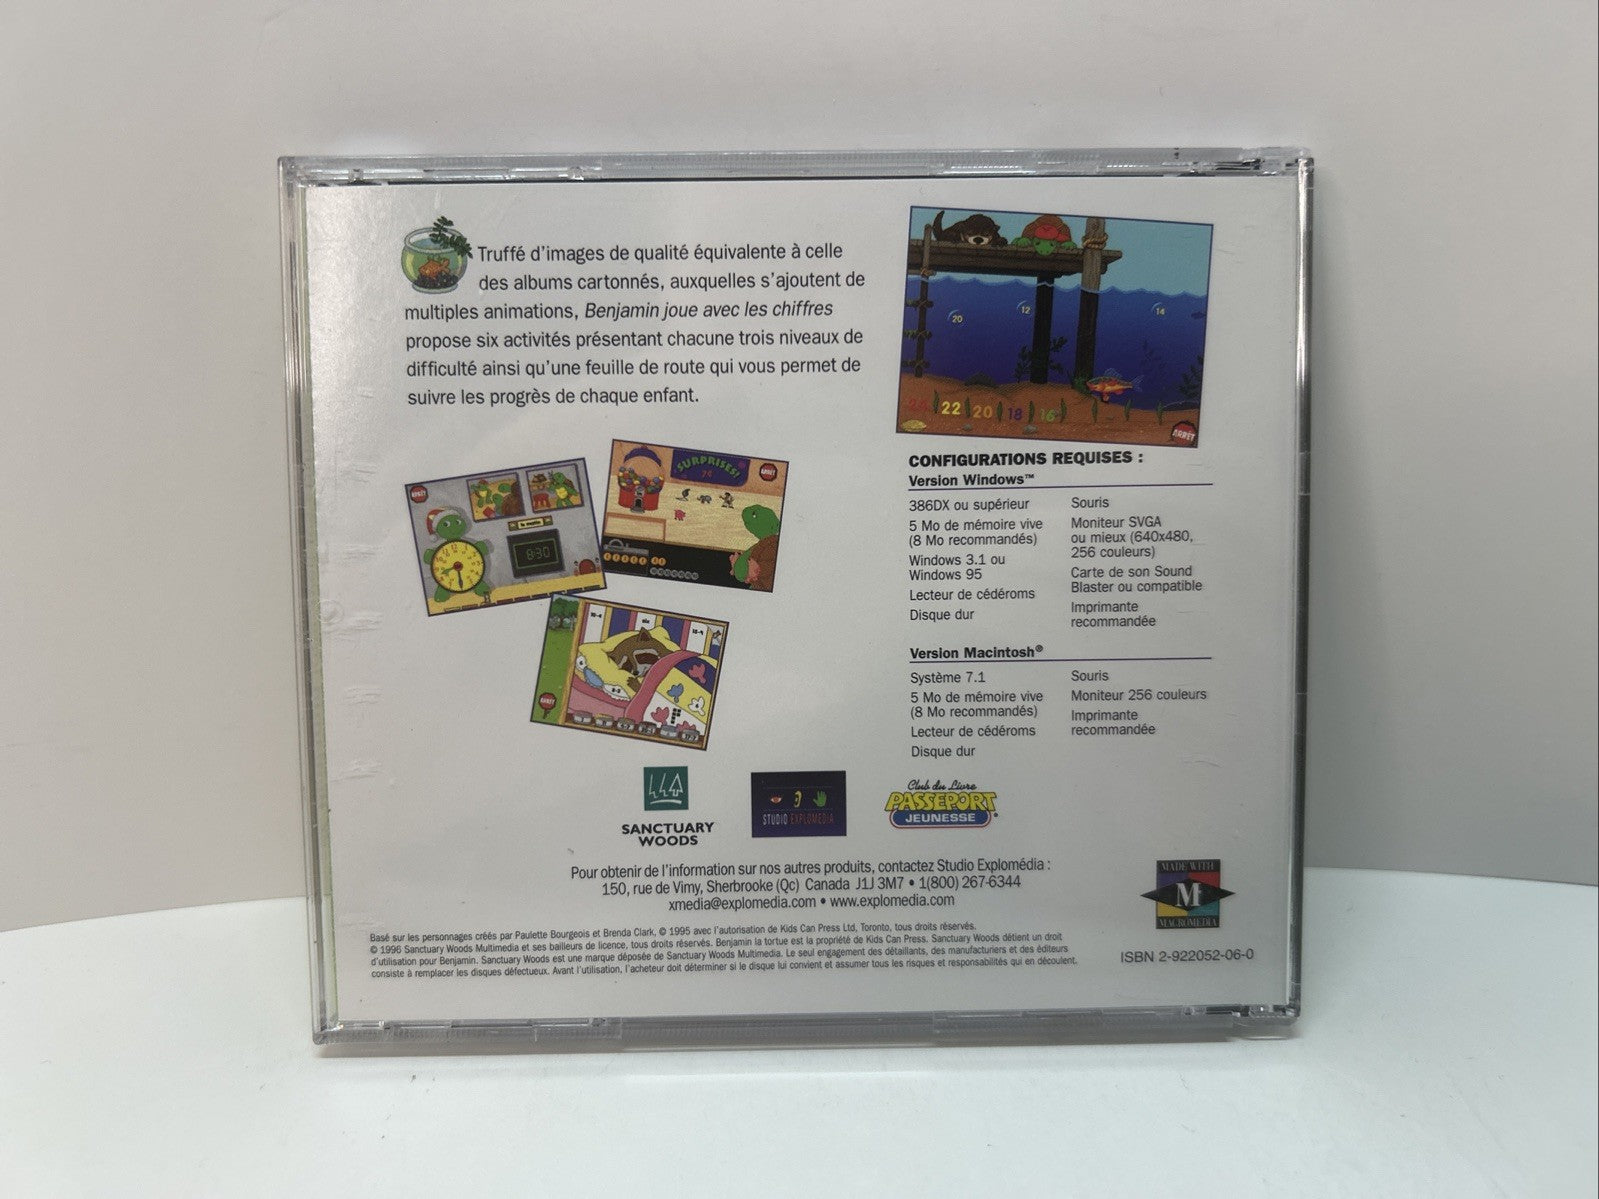 Truffé d'images de qualité équivalente à celle
des albums cartonnés, auxquelles s'ajoutent de
multiples animations, Benjamin joue avec les chiffres
propose six activités présentant chacune trois niveaux de
difficulté ainsi qu'une feuille de route qui vous permet de
suivre les progrès de chaque enfant.
20
12
14
22 20 18 16
ARRÊT
ARRÊT
8:30
SURPRISES!
ARRÊT
ARRÊT
CONFIGURATIONS REQUISES :
Version Windows™
386DX ou supérieur
5 Mo de mémoire vive
(8 Mo recommandés)
Windows 3.1 ou
Windows 95
Lecteur de cédéroms
Disque dur
Souris
Moniteur SVGA
ou mieux (640x480,
256 couleurs)
Carte de son Sound
Blaster ou compatible
Imprimante
recommandée
Version Macintosh®
Système 7.1
5 Mo de mémoire vive
(8 Mo recommandés)
Lecteur de cédéroms
Disque dur
Souris
Moniteur 256 couleurs
Imprimante
recommandée
SANCTUARY
WOODS
STUDIO EXPLOMEDIA
Club du Livre
PASSEPORT
JEUNESSE
Pour obtenir de l'information sur nos autres produits, contactez Studio Explomédia :
150, rue de Vimy, Sherbrooke (Qc) Canada J1J 3M7 • 1(800) 267-6344
xmedia@explomedia.com • www.explomedia.com
MADE WITH
M
MACROMEDIA
Basé sur les personnages créés par Paulette Bourgeois et Brenda Clark, © 1995 avec l'autorisation de Kids Can Press Ltd, Toronto, tous droits réservés.
© 1996 Sanctuary Woods Multimedia et ses bailleurs de licence, tous droits réservés. Benjamin la tortue est la propriété de Kids Can Press. Sanctuary Woods détient un droit
d'utilisation pour Benjamin. Sanctuary Woods est une marque déposée de Sanctuary Woods Multimedia. Le seul engagement des détaillants, des manufacturiers et des éditeurs
consiste à remplacer les disques défectueux. Avant l'utilisation, l'acheteur doit déterminer si le disque lui convient et assumer tous les risques et responsabilités qui en découlent.
ISBN 2-922052-06-0